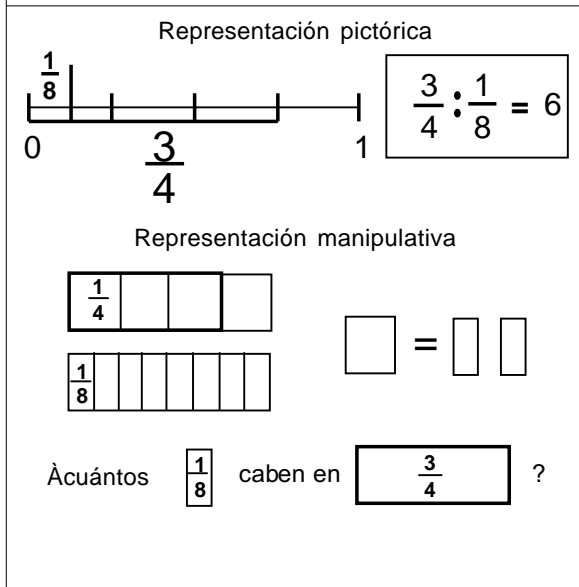 Representación pictórica
1/8
3/4 : 1/8 = 6
0 3/4 1
Representación manipulativa
1/4
=
1/8
Àcuántos 1/8 caben en 3/4 ?